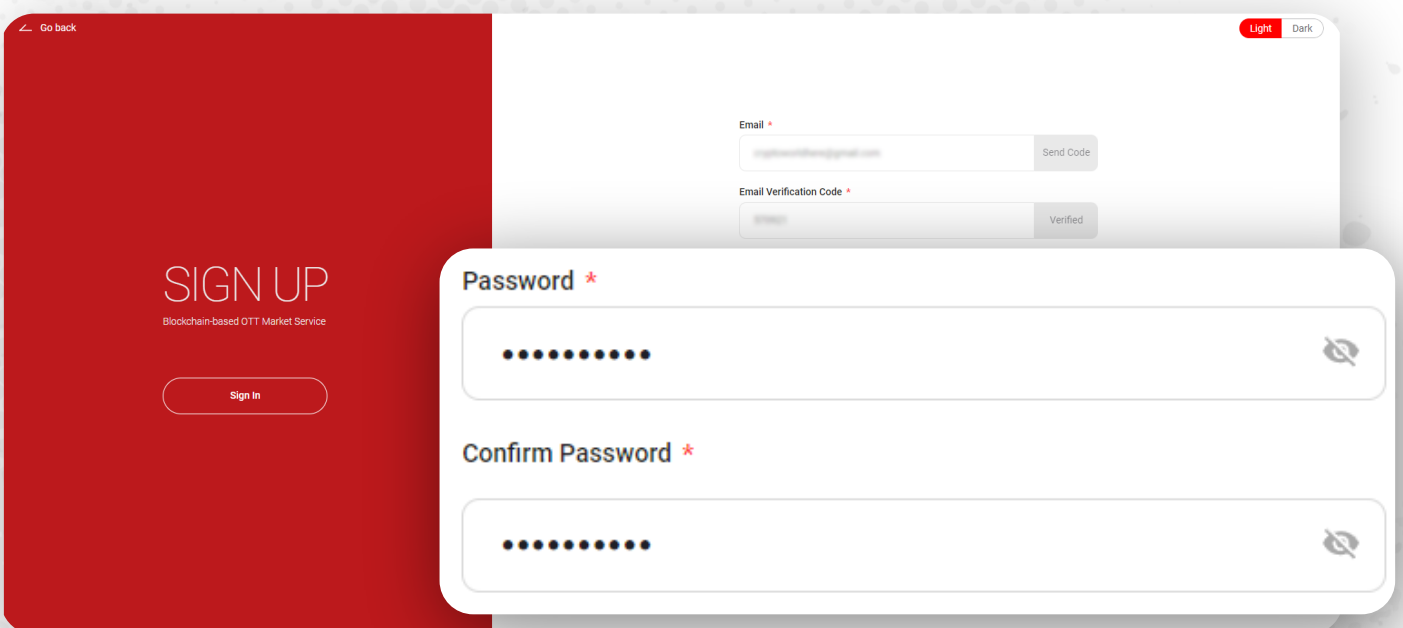 Go back
Light Dark
Email *
Send Code
Email Verification Code *
Verified
SIGN UP
Blockchain-based OTT Market Service
Sign In
Password *
Confirm Password *